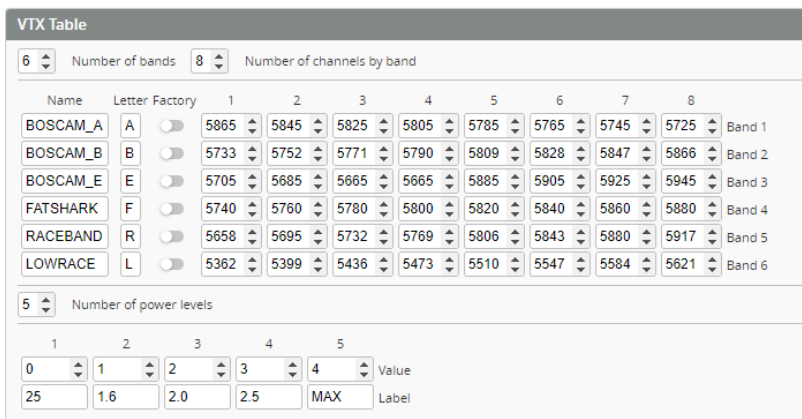 VTX Table
6 Number of bands 8 Number of channels by band
Name Letter Factory 1 2 3 4 5 6 7 8
BOSCAM_A A 5865 5845 5825 5805 5785 5765 5745 5725 Band 1
BOSCAM_B B 5733 5752 5771 5790 5809 5828 5847 5866 Band 2
BOSCAM_E E 5705 5685 5665 5665 5885 5905 5925 5945 Band 3
FATSHARK F 5740 5760 5780 5800 5820 5840 5860 5880 Band 4
RACEBAND R 5658 5695 5732 5769 5806 5843 5880 5917 Band 5
LOWRACE L 5362 5399 5436 5473 5510 5547 5584 5621 Band 6
5 Number of power levels
1 2 3 4 5
0 1 2 3 4 Value
25 1.6 2.0 2.5 MAX Label